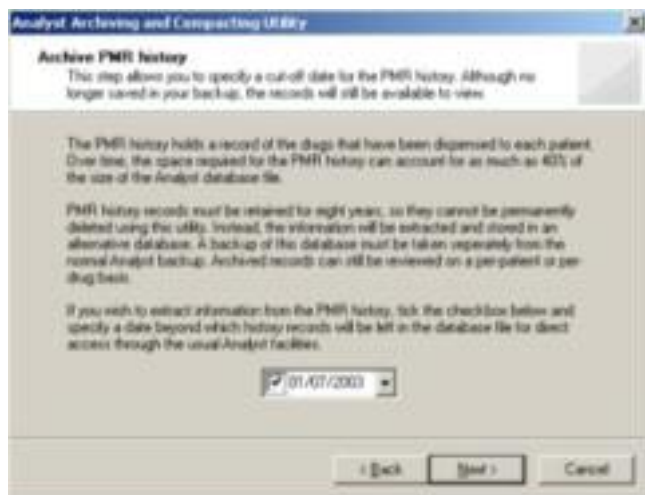 Analyst Archiving and Compacting Utility
Archive PMR history
This step allows you to specify a cut-off date for the PMR history. Although no
longer saved in your backup, the records will still be available to view.
The PMR history holds a record of the drugs that have been dispensed to each patient.
Over time, the space required for the PMR history can account for as much as 40% of
the size of the Analyst database file.
PMR history records must be retained for eight years, so they cannot be permanently
deleted using this utility. Instead, the information will be extracted and stored in an
alternative database. A backup of this database must be taken seperately from the
normal Analyst backup. Archived records can still be reviewed on a per-patient or per-
drug basis.
If you wish to extract information from the PMR history, tick the checkbox below and
specify a date beyond which history records will be left in the database file for direct
access through the usual Analyst facilities.
01/07/2003
< Back Next > Cancel